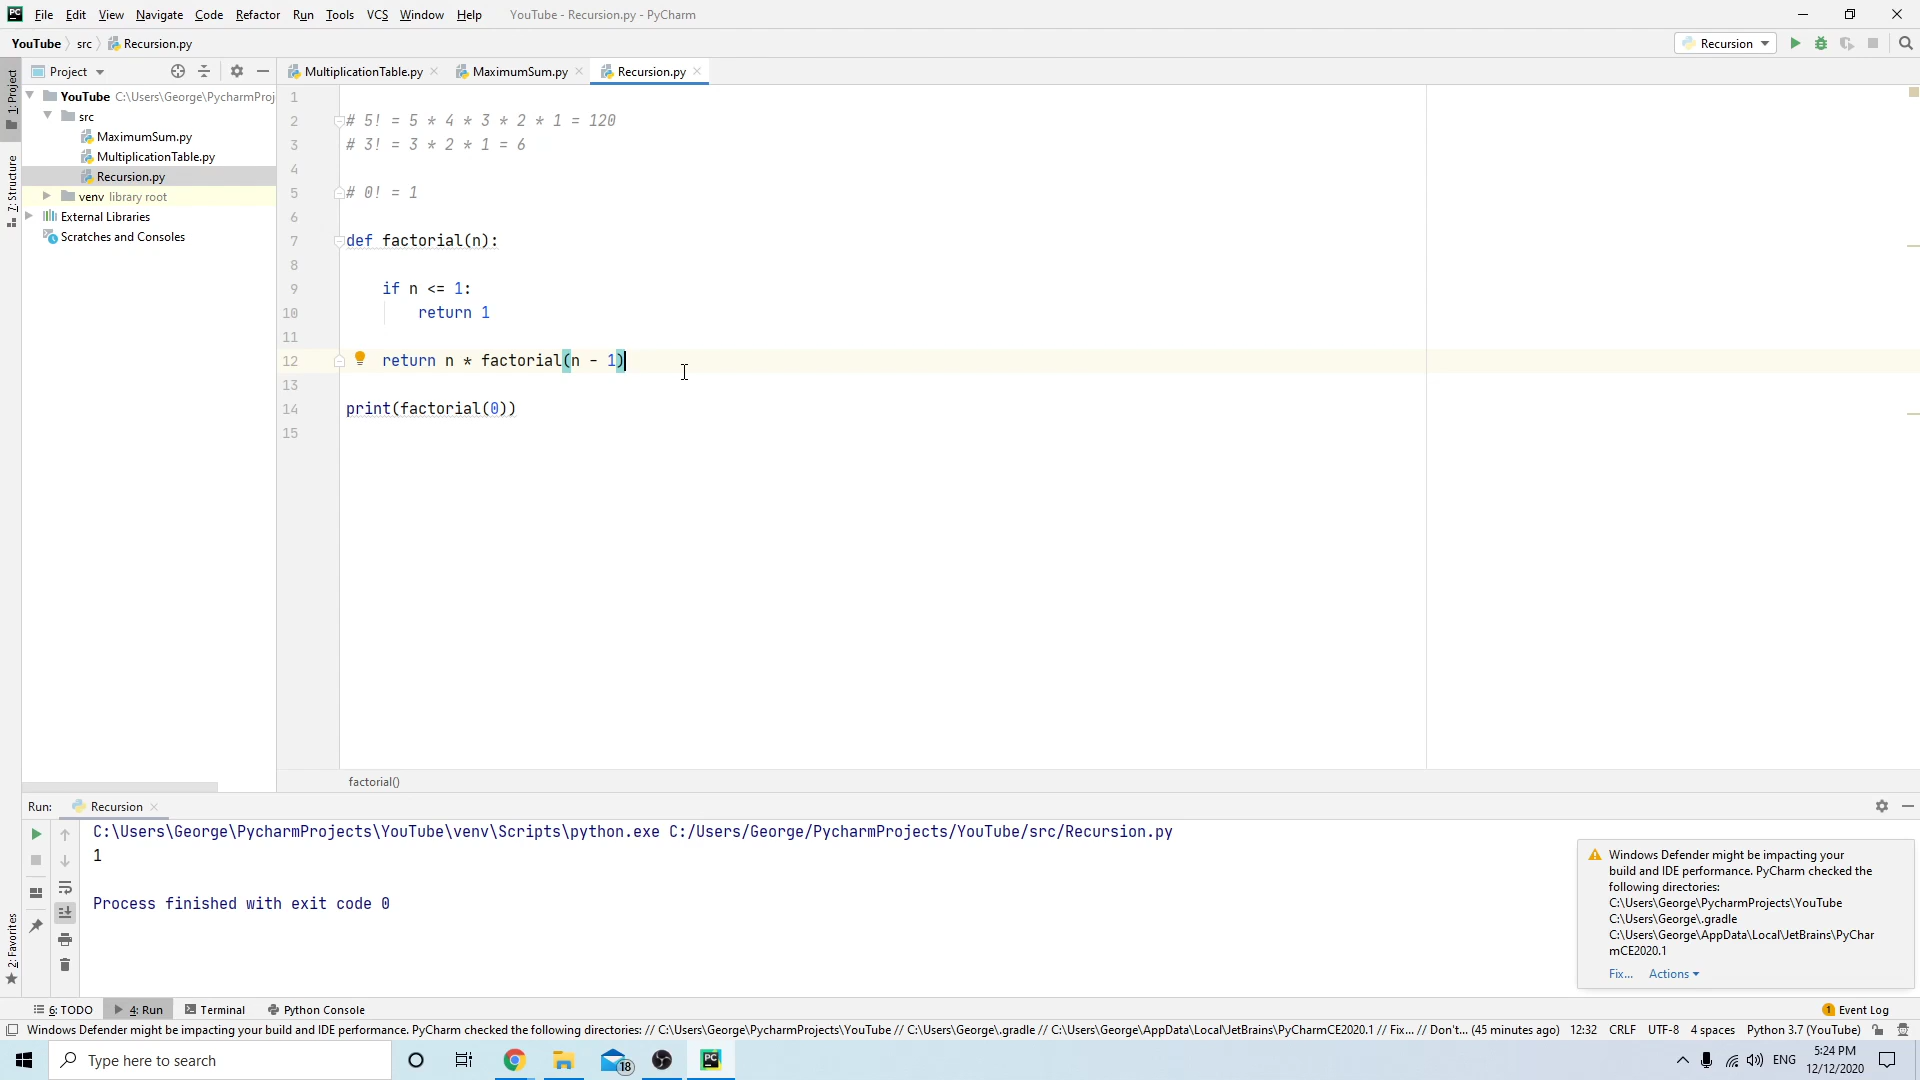 File Edit View Navigate Code Refactor Run Tools VCS Window Help YouTube - Recursion.py - PyCharm
YouTube src Recursion.py
Recursion
Project
MultiplicationTable.py MaximumSum.py Recursion.py
1: Project
7: Structure
2: Favorites
YouTube C:\Users\George\PycharmProj
src
MaximumSum.py
MultiplicationTable.py
Recursion.py
venv library root
External Libraries
Scratches and Consoles
1
2 # 5! = 5 * 4 * 3 * 2 * 1 = 120
3 # 3! = 3 * 2 * 1 = 6
4
5 # 0! = 1
6
7 def factorial(n):
8
9 if n <= 1:
10 return 1
11
12 return n * factorial(n - 1)
13
14 print(factorial(0))
15
factorial()
Run: Recursion
C:\Users\George\PycharmProjects\YouTube\venv\Scripts\python.exe C:/Users/George/PycharmProjects/YouTube/src/Recursion.py
1
Process finished with exit code 0
Windows Defender might be impacting your
build and IDE performance. PyCharm checked the
following directories:
C:\Users\George\PycharmProjects\YouTube
C:\Users\George\.gradle
C:\Users\George\AppData\Local\JetBrains\PyChar
mCE2020.1
Fix... Actions
6: TODO 4: Run Terminal Python Console 1 Event Log
Windows Defender might be impacting your build and IDE performance. PyCharm checked the following directories: // C:\Users\George\PycharmProjects\YouTube // C:\Users\George\.gradle // C:\Users\George\AppData\Local\JetBrains\PyCharmCE2020.1 // Fix... // Don't... (45 minutes ago) 12:32 CRLF UTF-8 4 spaces Python 3.7 (YouTube)
Type here to search 18 ENG 5:24 PM
12/12/2020